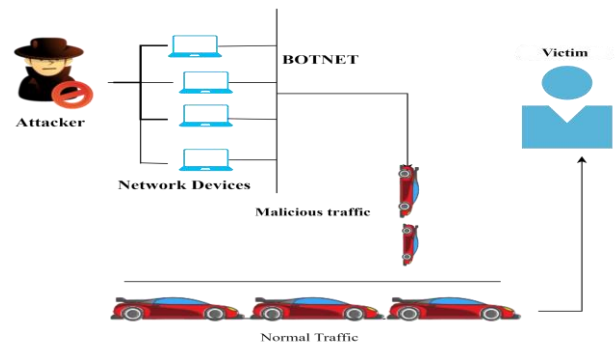 Victim
BOTNET
Attacker
Network Devices
Malicious traffic
Normal Traffic